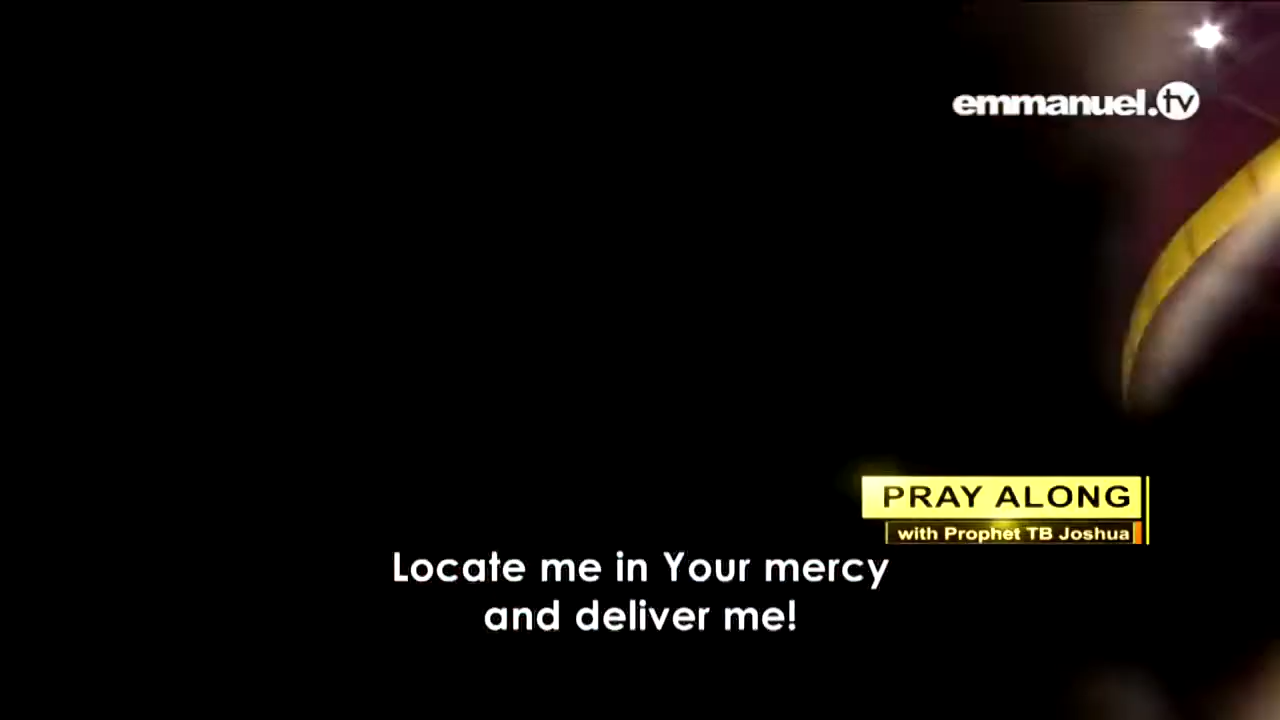 emmanuel.tv
PRAY ALONG
with Prophet TB Joshua
Locate me in Your mercy
and deliver me!